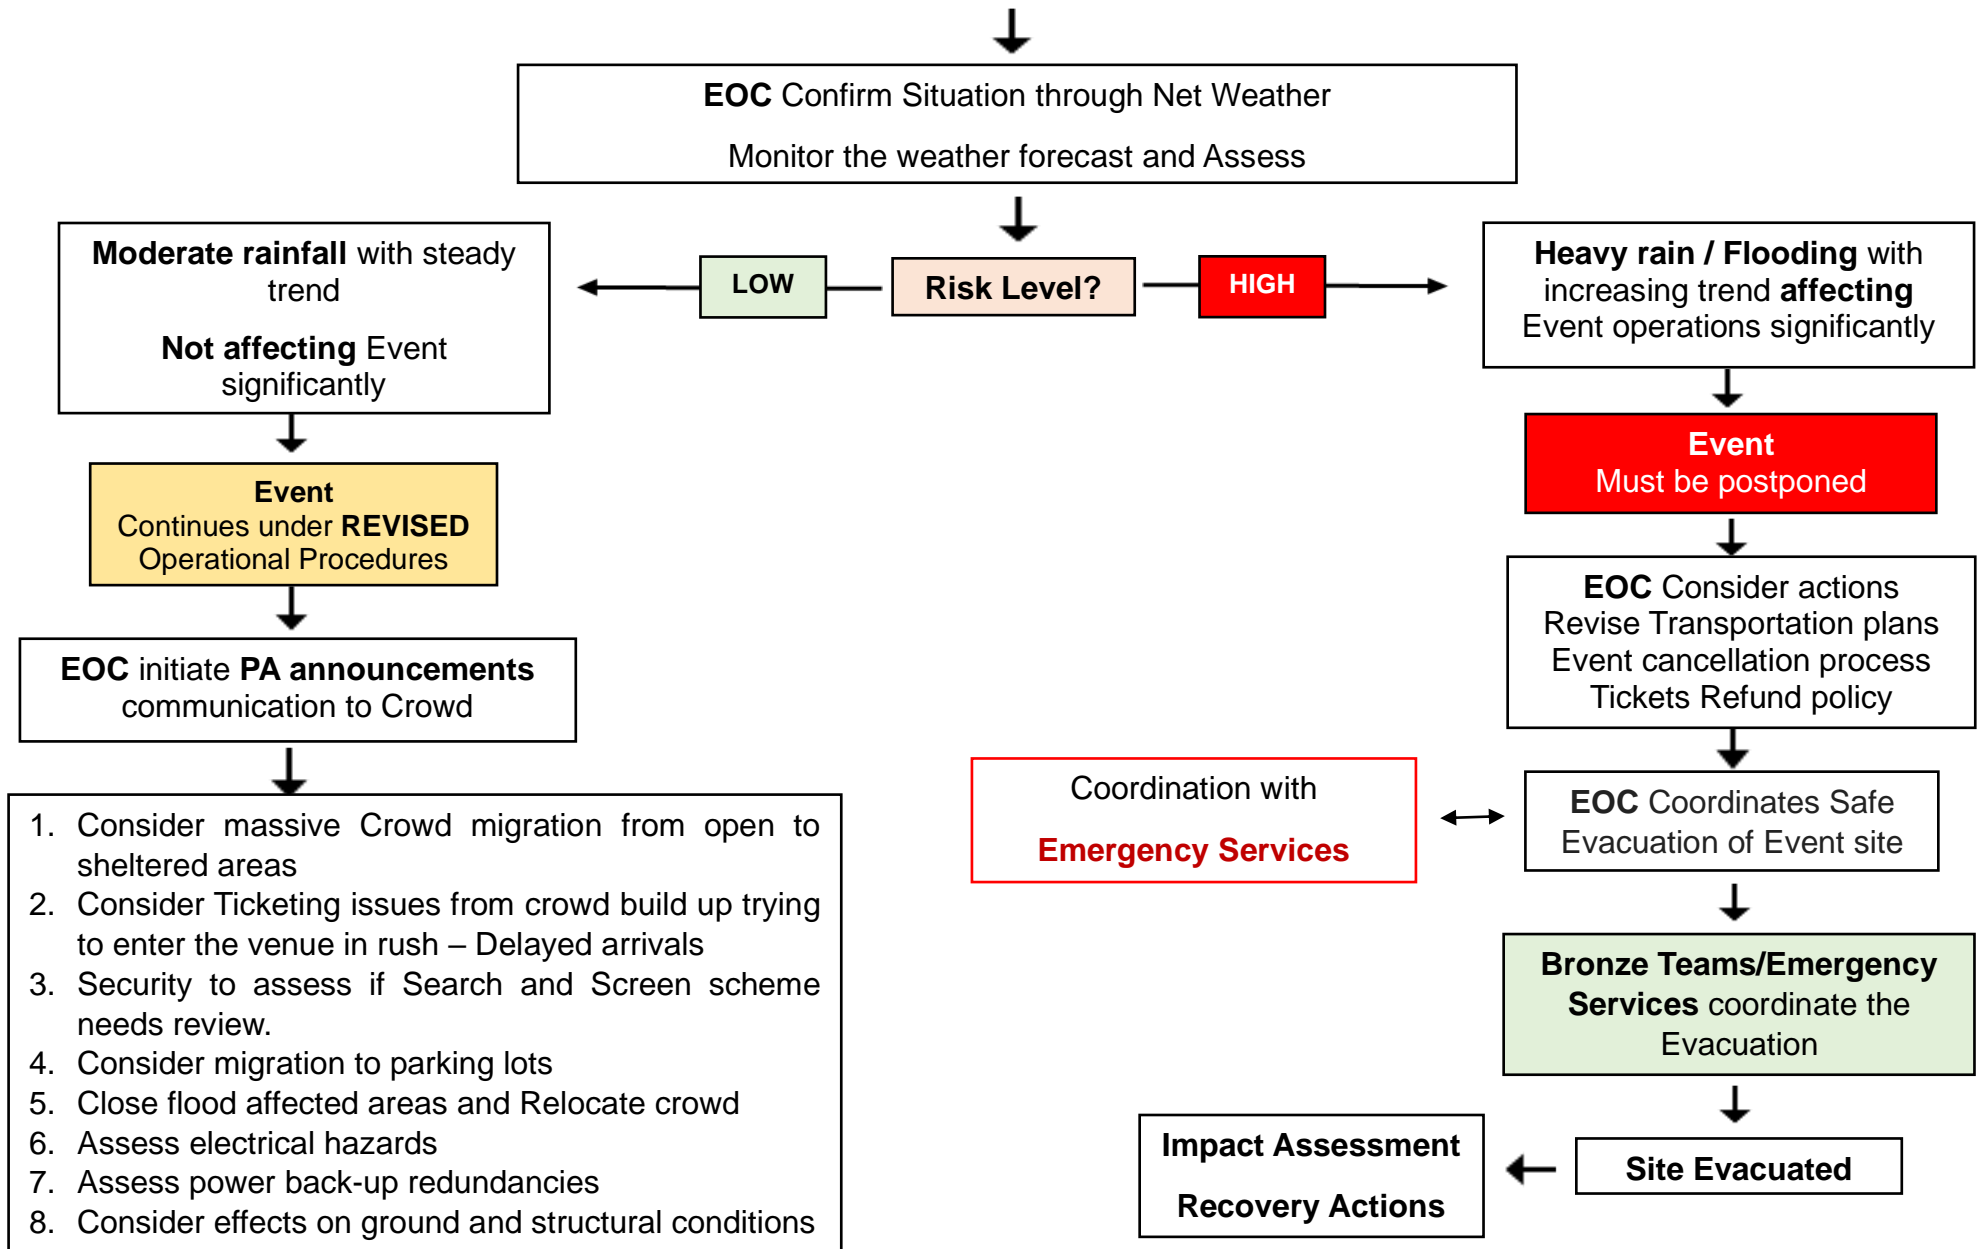 EOC Confirm Situation through Net Weather
Monitor the weather forecast and Assess
Moderate rainfall with steady
trend
Not affecting Event
significantly
LOW
Risk Level?
HIGH
Heavy rain / Flooding with
increasing trend affecting
Event operations significantly
Event
Continues under REVISED
Operational Procedures
Event
Must be postponed
EOC initiate PA announcements
communication to Crowd
EOC Consider actions
Revise Transportation plans
Event cancellation process
Tickets Refund policy
1. Consider massive Crowd migration from open to
sheltered areas
2. Consider Ticketing issues from crowd build up trying
to enter the venue in rush – Delayed arrivals
3. Security to assess if Search and Screen scheme
needs review.
4. Consider migration to parking lots
5. Close flood affected areas and Relocate crowd
6. Assess electrical hazards
7. Assess power back-up redundancies
8. Consider effects on ground and structural conditions
Coordination with
Emergency Services
EOC Coordinates Safe
Evacuation of Event site
Bronze Teams/Emergency
Services coordinate the
Evacuation
Impact Assessment
Recovery Actions
Site Evacuated